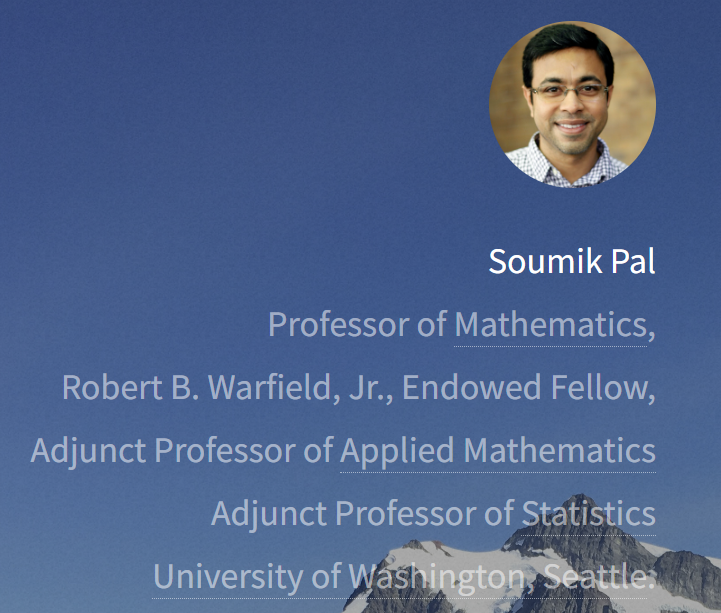 Soumik Pal
Professor of Mathematics,
Robert B. Warfield, Jr., Endowed Fellow,
Adjunct Professor of Applied Mathematics
Adjunct Professor of Statistics
University of Washington, Seattle.